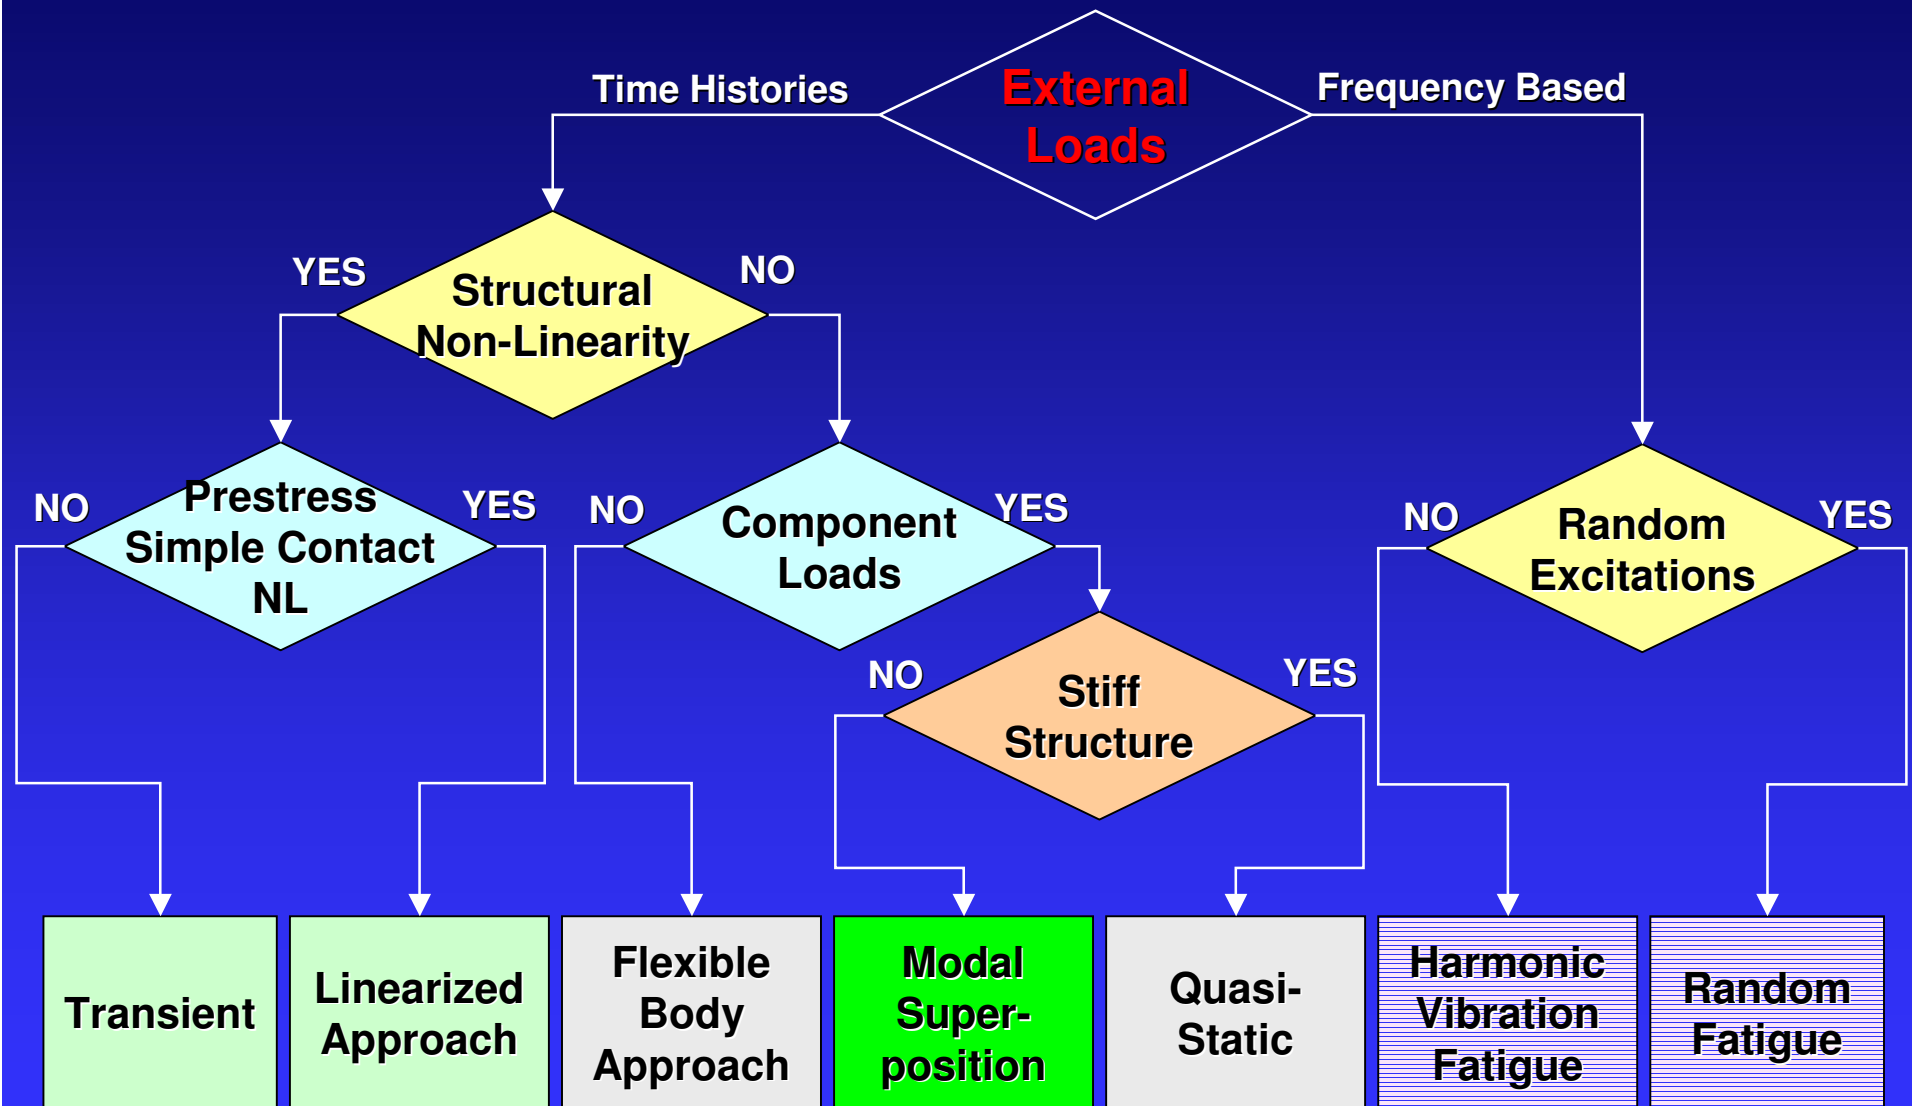 External
Loads
Time Histories
Frequency Based
YES
Structural
Non-Linearity
NO
NO
Prestress
Simple Contact
NL
YES
NO
Component
Loads
YES
NO
Random
Excitations
YES
NO
Stiff
Structure
YES
Transient
Linearized
Approach
Flexible
Body
Approach
Modal
Super-
position
Quasi-
Static
Harmonic
Vibration
Fatigue
Random
Fatigue